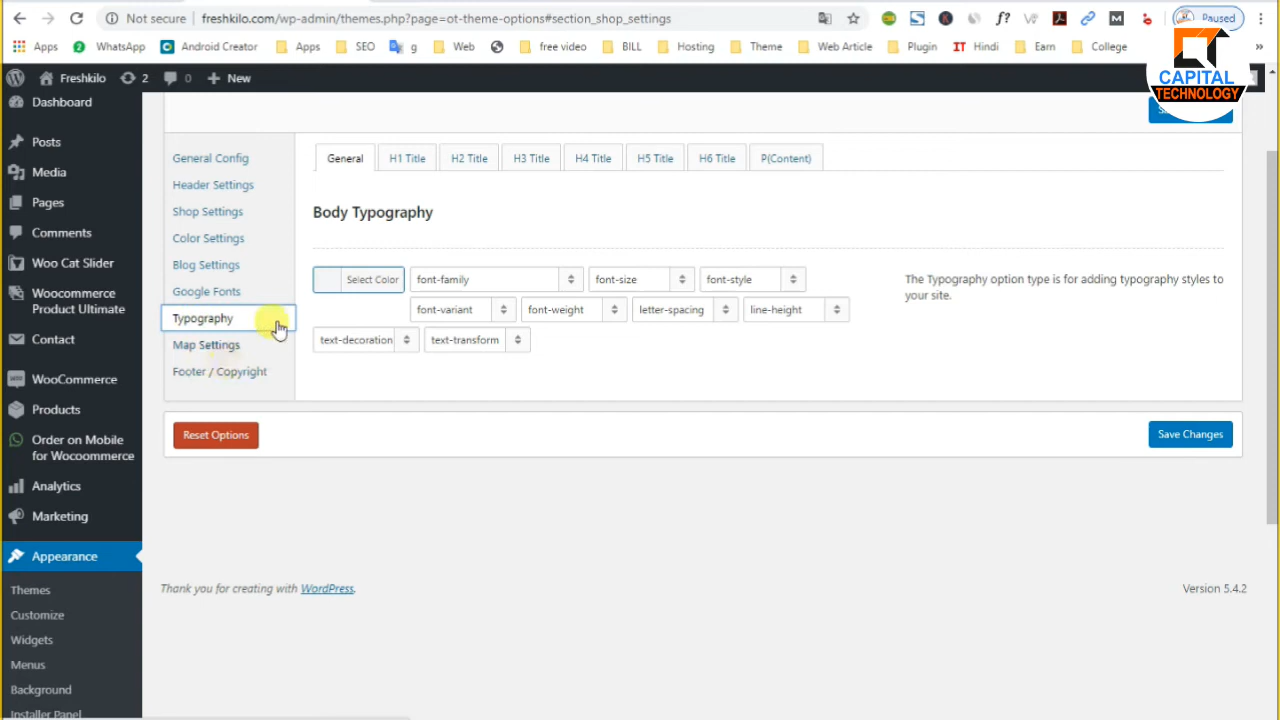 Not secure | freshkilo.com/wp-admin/themes.php?page=ot-theme-options#section_shop_settings
Paused
Apps WhatsApp Android Creator Apps SEO g Web free video BILL Hosting Theme Web Article Plugin IT Hindi Earn College »
CAPITAL
TECHNOLOGY
Freshkilo 2 0 New
Dashboard
Posts
Media
Pages
Comments
Woo Cat Slider
Woocommerce
Product Ultimate
Contact
WooCommerce
Products
Order on Mobile
for Wocoommerce
Analytics
Marketing
Appearance
Themes
Customize
Widgets
Menus
Background
Installer Panel
General Config
Header Settings
Shop Settings
Color Settings
Blog Settings
Google Fonts
Typography
Map Settings
Footer / Copyright
General H1 Title H2 Title H3 Title H4 Title H5 Title H6 Title P(Content)
Body Typography
Select Color font-family font-size font-style
font-variant font-weight letter-spacing line-height
text-decoration text-transform
The Typography option type is for adding typography styles to
your site.
Reset Options
Save Changes
Thank you for creating with WordPress.
Version 5.4.2